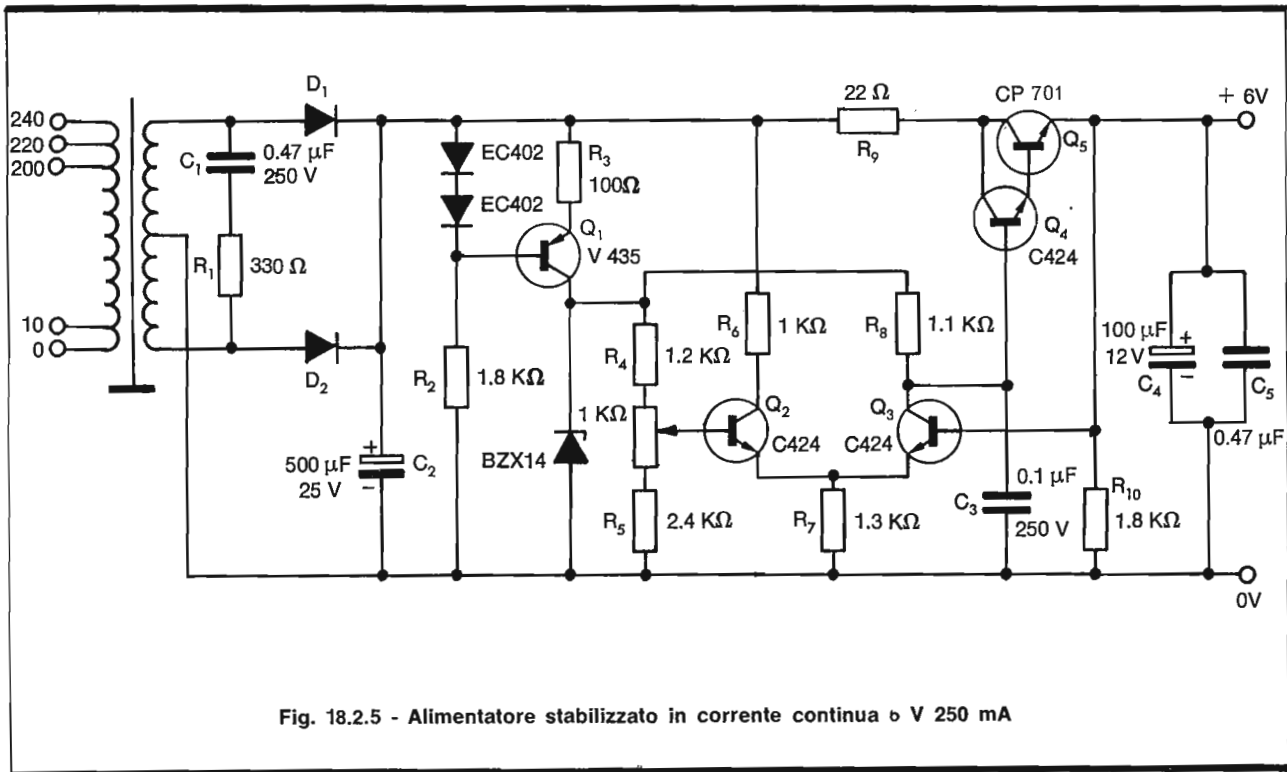 D1
22 Ω
CP 701
+ 6V
240
220
200
C1
0.47 µF
250 V
EC402
EC402
R3
100Ω
R9
Q5
Q1
V 435
Q4
C424
R1
330 Ω
10
0
D2
R2
1.8 KΩ
R4
1.2 KΩ
R6
1 KΩ
R8
1.1 KΩ
100 µF
12 V
+
−
C4
C5
0.47 µF
1 KΩ
Q2
C424
Q3
C424
BZX14
500 µF
25 V
+
−
C2
R5
2.4 KΩ
R7
1.3 KΩ
C3
0.1 µF
250 V
R10
1.8 KΩ
0V
Fig. 18.2.5 - Alimentatore stabilizzato in corrente continua 6 V 250 mA